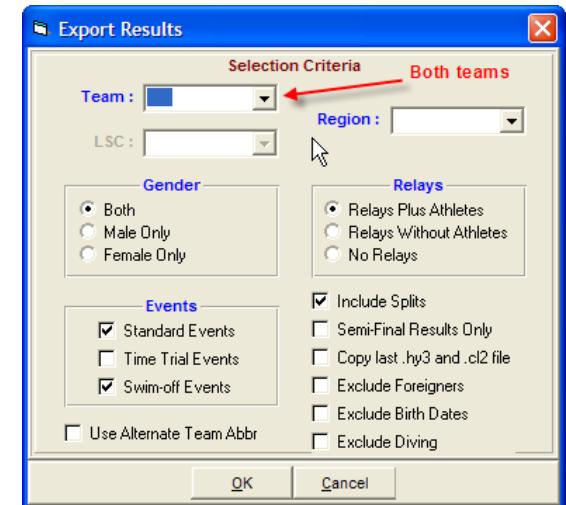 Export Results
Selection Criteria
Both teams
Team :
Region :
LSC :
Gender
Both
Male Only
Female Only
Relays
Relays Plus Athletes
Relays Without Athletes
No Relays
Events
Standard Events
Time Trial Events
Swim-off Events
Include Splits
Semi-Final Results Only
Copy last .hy3 and .cl2 file
Exclude Foreigners
Exclude Birth Dates
Exclude Diving
Use Alternate Team Abbr
OK
Cancel